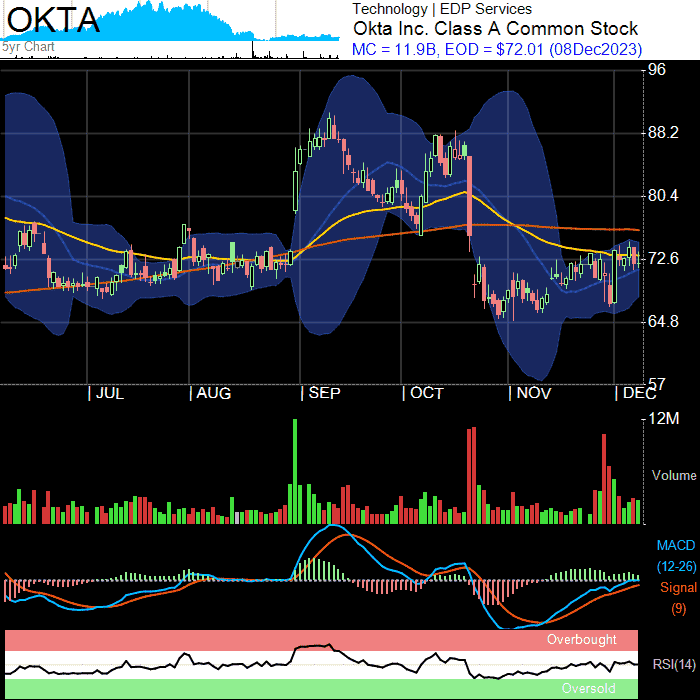 OKTA
5yr Chart
Technology | EDP Services
Okta Inc. Class A Common Stock
MC = 11.9B, EOD = $72.01 (08Dec2023)
96
88.2
80.4
72.6
64.8
57
JUL AUG SEP OCT NOV DEC
12M
Volume
MACD
(12-26)
Signal
(9)
Overbought
RSI(14)
Oversold